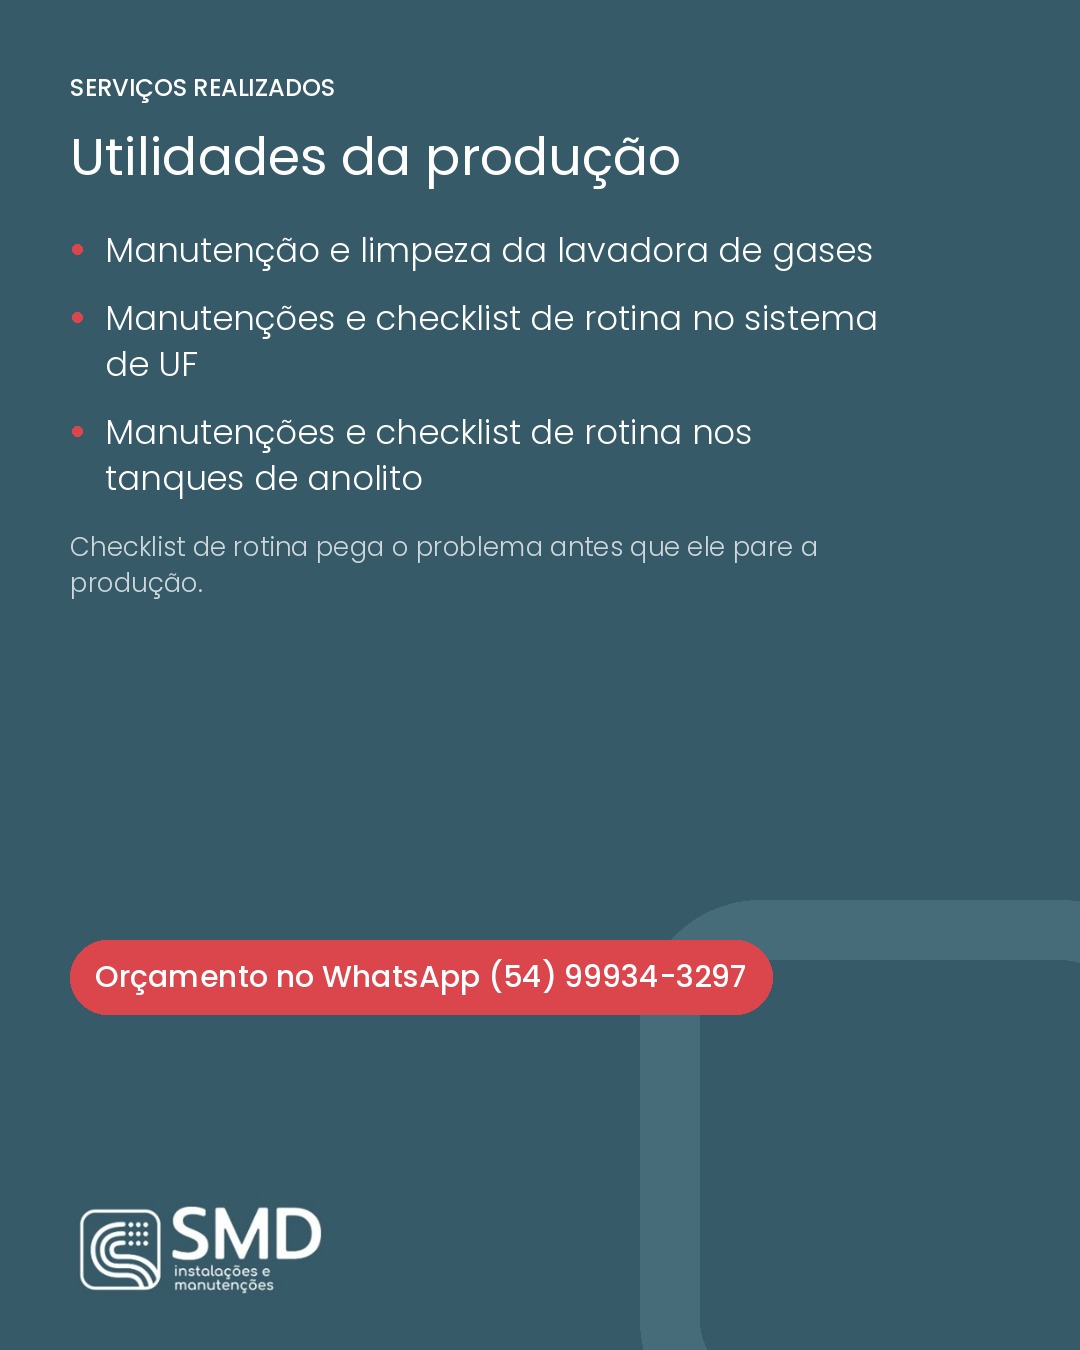 SERVIÇOS REALIZADOS
Utilidades da produção
• Manutenção e limpeza da lavadora de gases
• Manutenções e checklist de rotina no sistema
de UF
• Manutenções e checklist de rotina nos
tanques de anolito
Checklist de rotina pega o problema antes que ele pare a
produção.
Orçamento no WhatsApp (54) 99934-3297
SMD
instalações e
manutenções